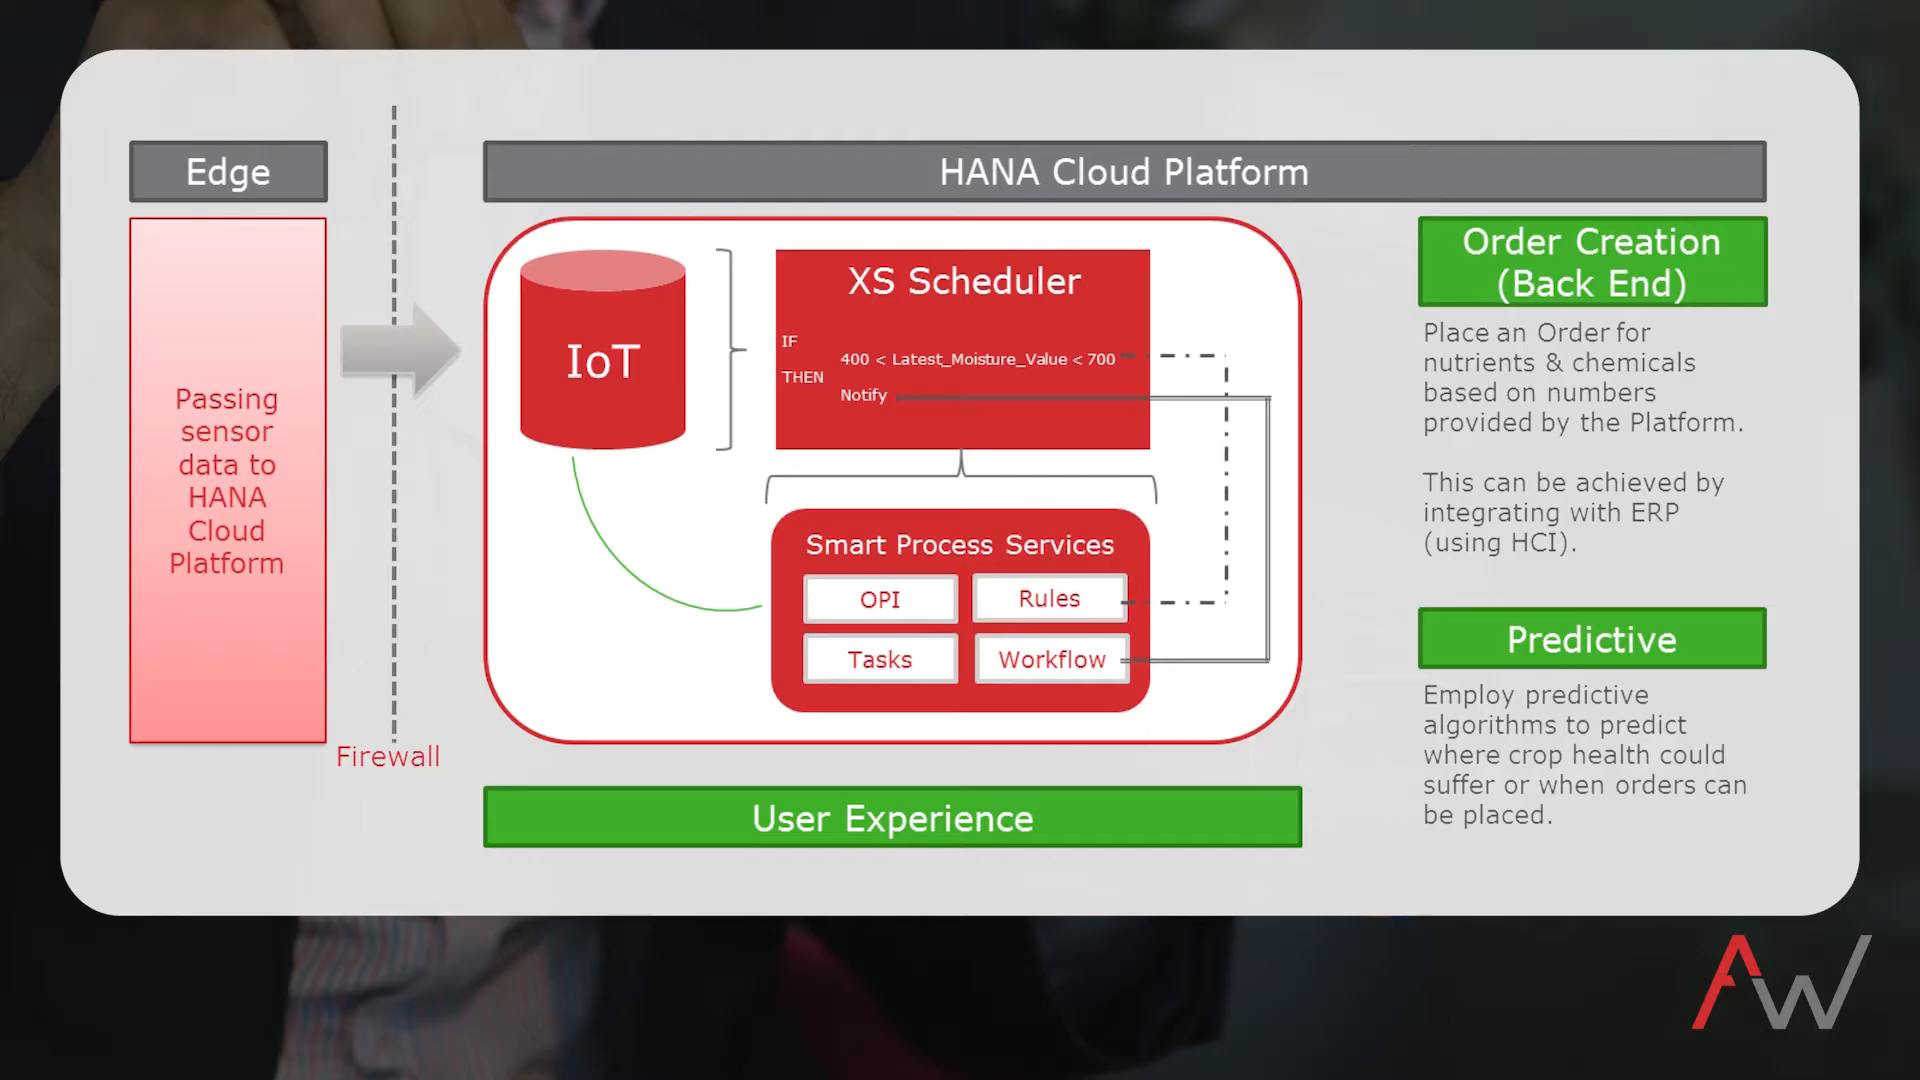 Edge
HANA Cloud Platform
Passing
sensor
data to
HANA
Cloud
Platform
Firewall
IoT
XS Scheduler
IF
400 < Latest_Moisture_Value < 700
THEN
Notify
Smart Process Services
OPI
Rules
Tasks
Workflow
User Experience
Order Creation
(Back End)
Place an Order for
nutrients & chemicals
based on numbers
provided by the Platform.
This can be achieved by
integrating with ERP
(using HCI).
Predictive
Employ predictive
algorithms to predict
where crop health could
suffer or when orders can
be placed.
AW